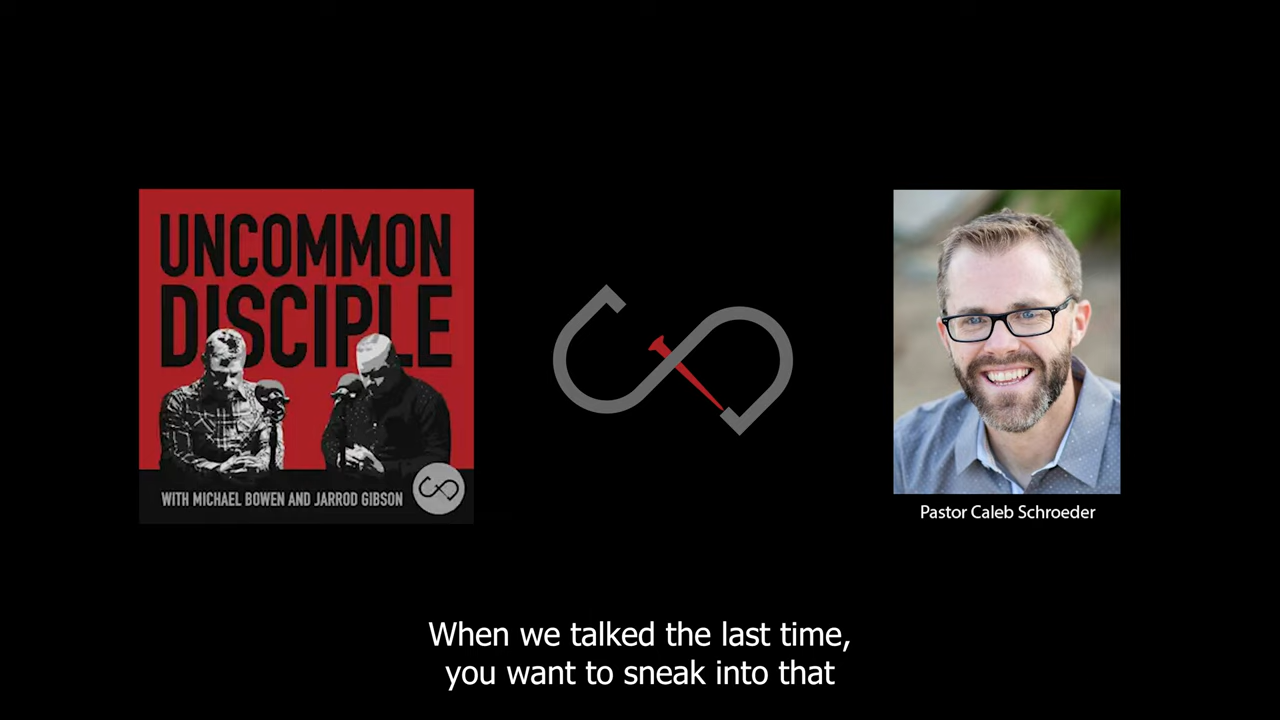 UNCOMMON
DISCIPLE
WITH MICHAEL BOWEN AND JARROD GIBSON
Pastor Caleb Schroeder
When we talked the last time,
you want to sneak into that